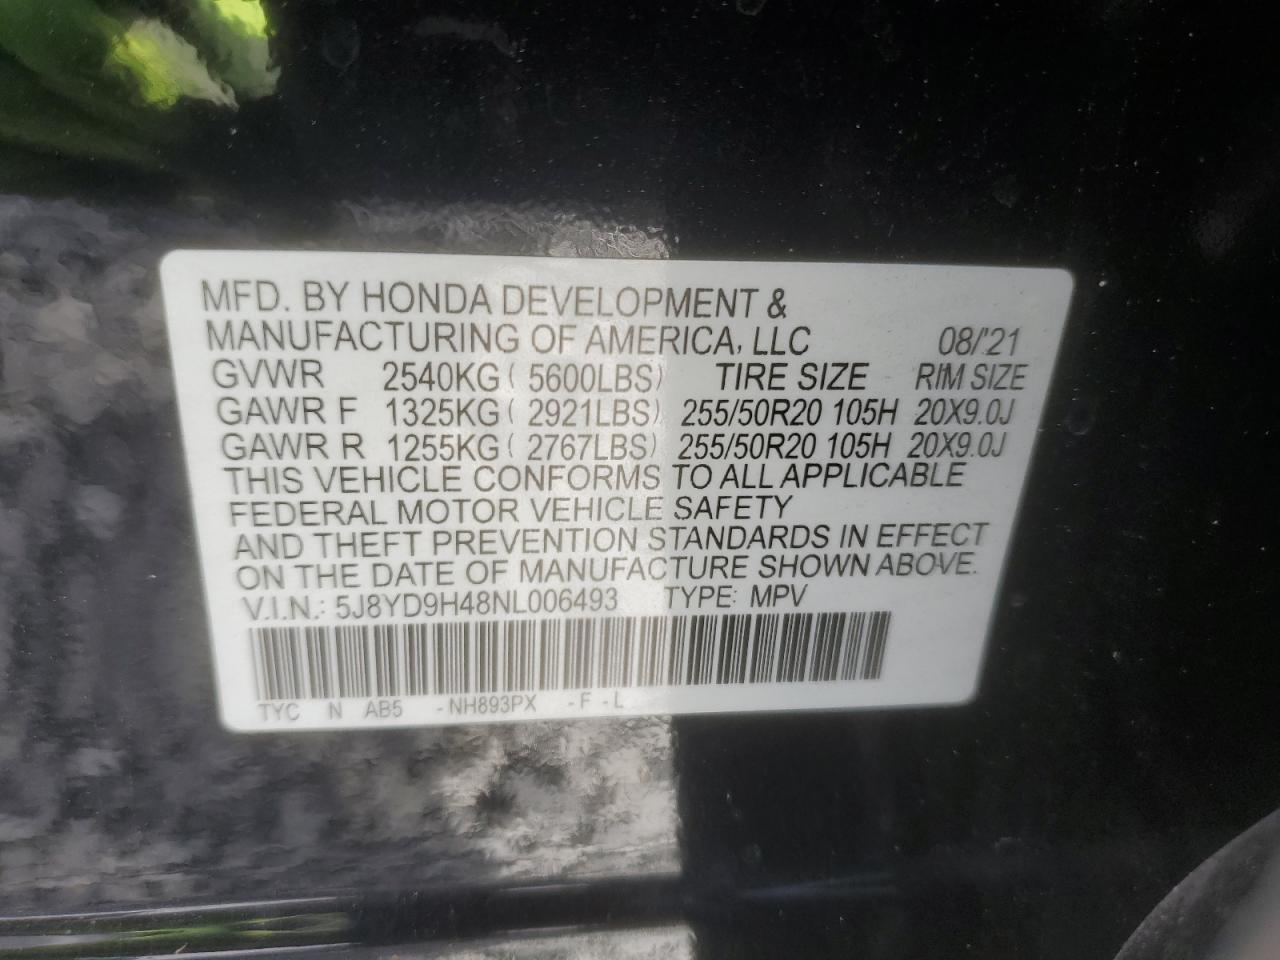 MFD. BY HONDA DEVELOPMENT &
MANUFACTURING OF AMERICA, LLC 08/'21
GVWR 2540KG ( 5600LBS) TIRE SIZE RIM SIZE
GAWR F 1325KG ( 2921LBS) 255/50R20 105H 20X9.0J
GAWR R 1255KG ( 2767LBS) 255/50R20 105H 20X9.0J
THIS VEHICLE CONFORMS TO ALL APPLICABLE
FEDERAL MOTOR VEHICLE SAFETY
AND THEFT PREVENTION STANDARDS IN EFFECT
ON THE DATE OF MANUFACTURE SHOWN ABOVE.
V.I.N.: 5J8YD9H48NL006493 TYPE: MPV
TYC N AB5 -NH893PX -F-L